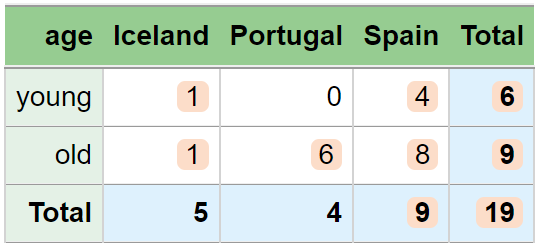 age Iceland Portugal Spain Total
young 1 0 4 6
old 1 6 8 9
Total 5 4 9 19